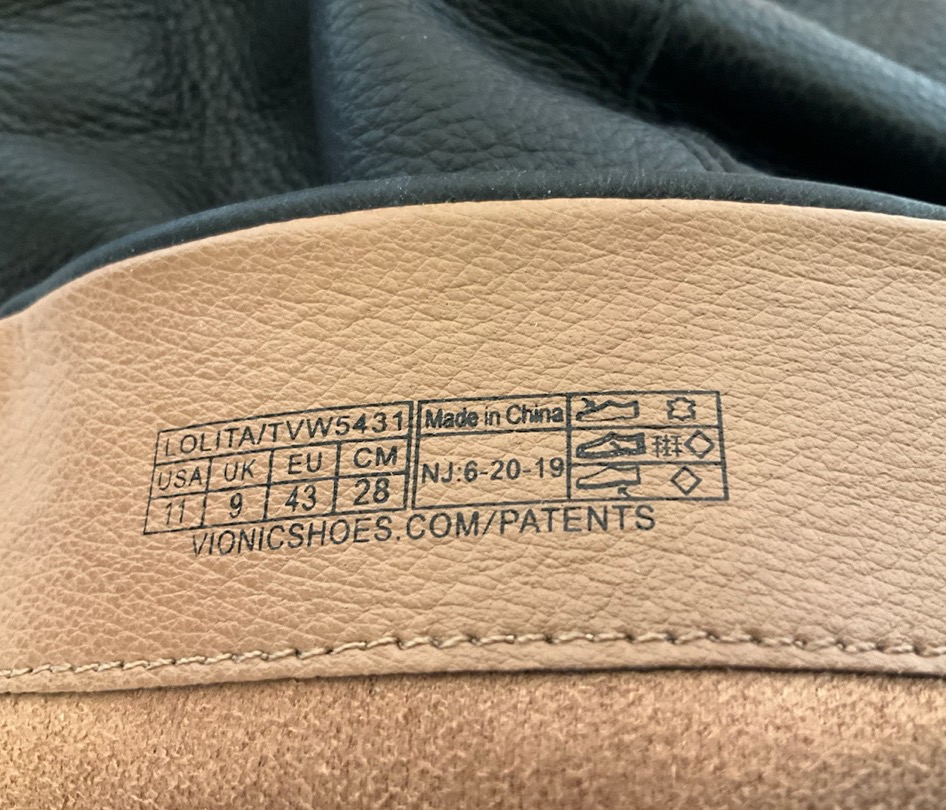 LOLITA/TVW5431
USA UK EU CM
11 9 43 28
Made in China
NJ:6-20-19
VIONICSHOES.COM/PATENTS